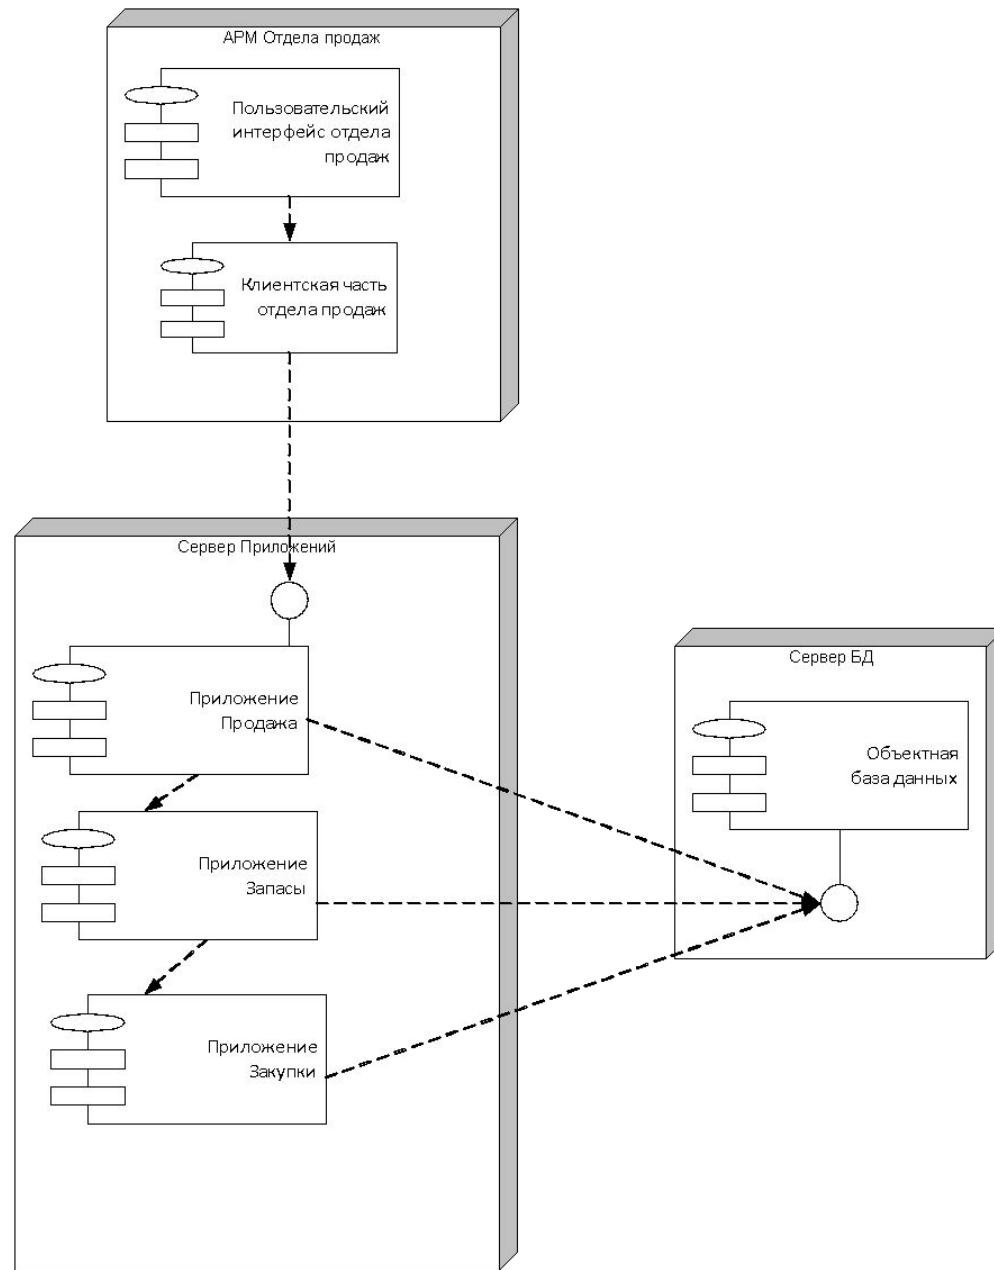 АРМ Отдела продаж
Пользовательский
интерфейс отдела
продаж
Клиентская часть
отдела продаж
Сервер Приложений
Приложение
Продажа
Приложение
Запасы
Приложение
Закупки
Сервер БД
Объектная
база данных